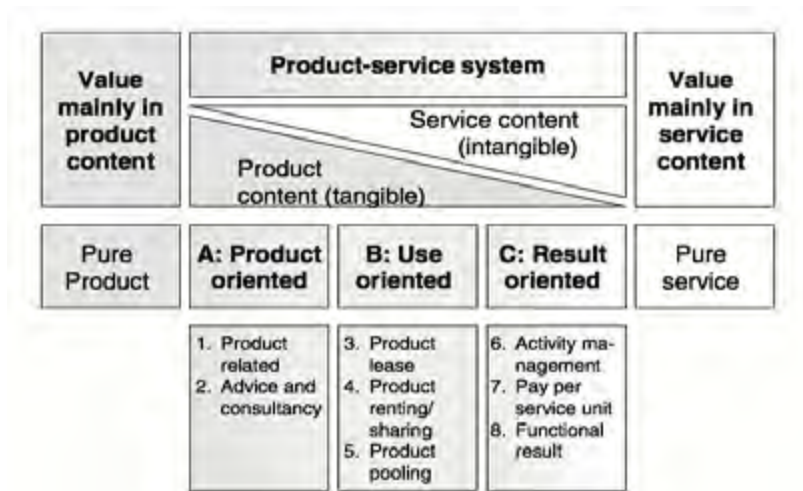 Value
mainly in
product
content
Product-service system
Service content
(intangible)
Product
content (tangible)
Value
mainly in
service
content
Pure
Product
A: Product
oriented
B: Use
oriented
C: Result
oriented
Pure
service
1. Product
related
2. Advice and
consultancy
3. Product
lease
4. Product
renting/
sharing
5. Product
pooling
6. Activity ma-
nagement
7. Pay per
service unit
8. Functional
result